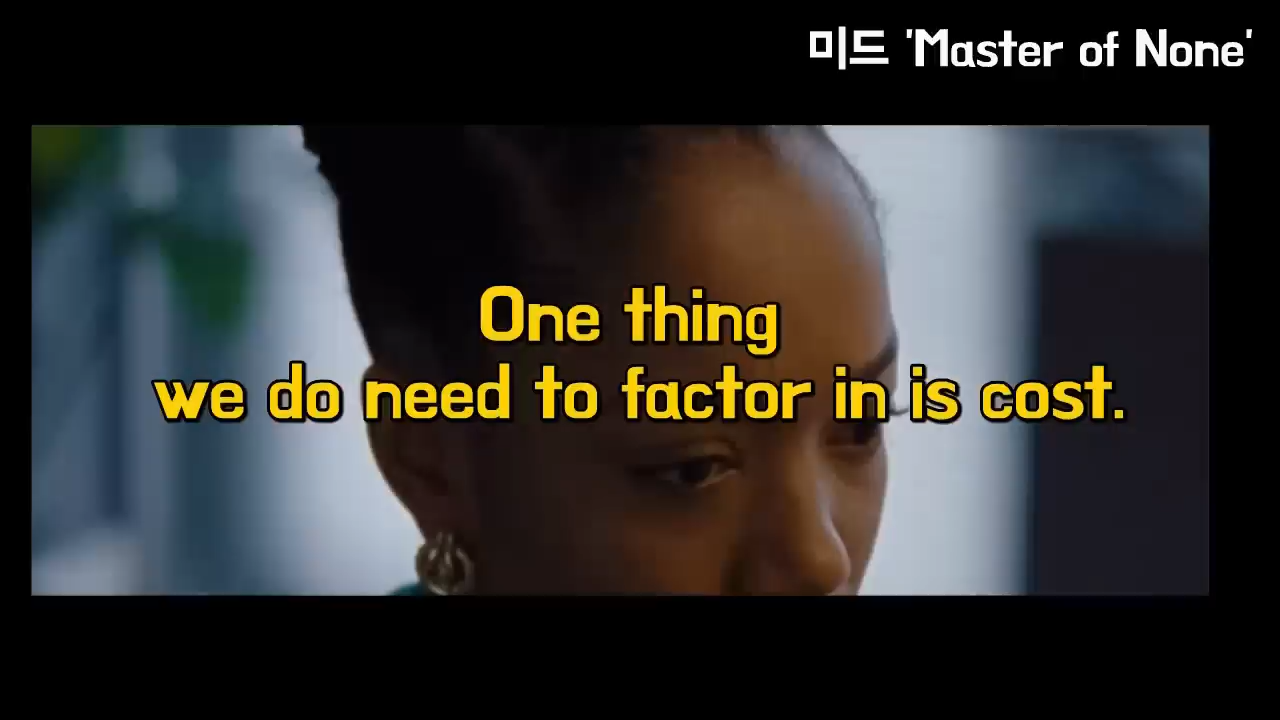 미드 'Master of None'
One thing
we do need to factor in is cost.